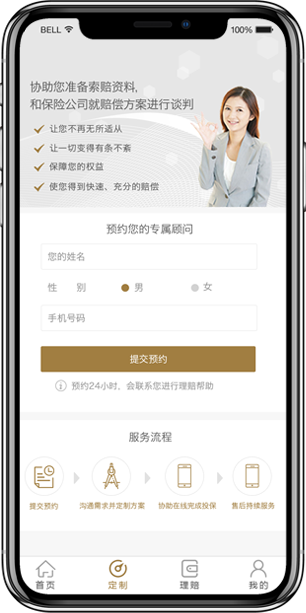 BELL 100%
协助您准备索赔资料,
和保险公司就赔偿方案进行谈判
让您不再无所适从
让一切变得有条不紊
保障您的权益
使您得到快速、充分的赔偿
预约您的专属顾问
您的姓名
性 别 男 女
手机号码
提交预约
预约24小时,会联系您进行理赔帮助
服务流程
提交预约 沟通需求并定制方案 协助在线完成投保 售后持续服务
首页 定制 理赔 我的